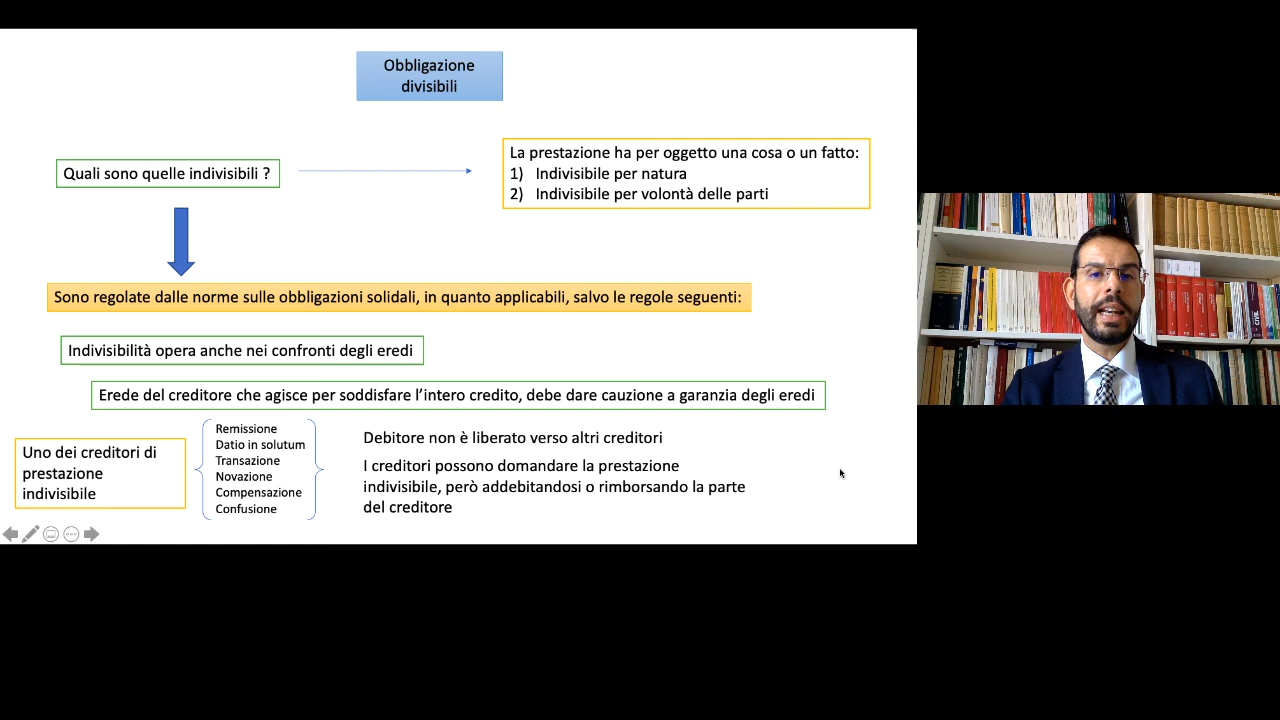 Obbligazione
divisibili
Quali sono quelle indivisibili ?
La prestazione ha per oggetto una cosa o un fatto:
1) Indivisibile per natura
2) Indivisibile per volontà delle parti
Sono regolate dalle norme sulle obbligazioni solidali, in quanto applicabili, salvo le regole seguenti:
Indivisibilità opera anche nei confronti degli eredi
Erede del creditore che agisce per soddisfare l’intero credito, debe dare cauzione a garanzia degli eredi
Uno dei creditori di
prestazione
indivisibile
Remissione
Datio in solutum
Transazione
Novazione
Compensazione
Confusione
Debitore non è liberato verso altri creditori
I creditori possono domandare la prestazione
indivisibile, però addebitandosi o rimborsando la parte
del creditore